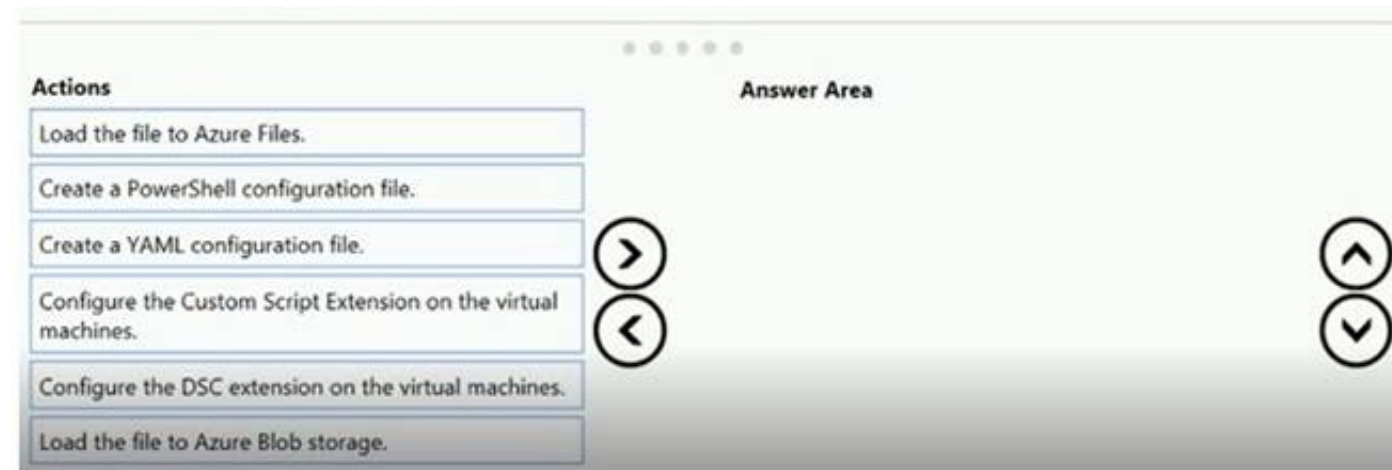 Actions
Answer Area
Load the file to Azure Files.
Create a PowerShell configuration file.
Create a YAML configuration file.
Configure the Custom Script Extension on the virtual
machines.
Configure the DSC extension on the virtual machines.
Load the file to Azure Blob storage.